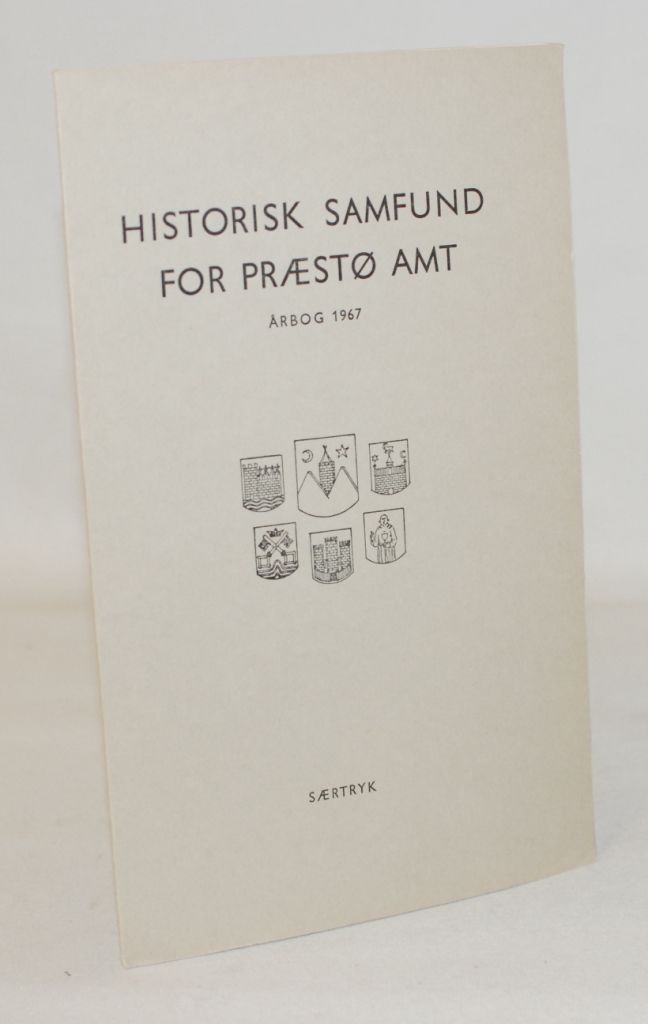 HISTORISK SAMFUND
FOR PRÆSTØ AMT
ÅRBOG 1967
SÆRTRYK